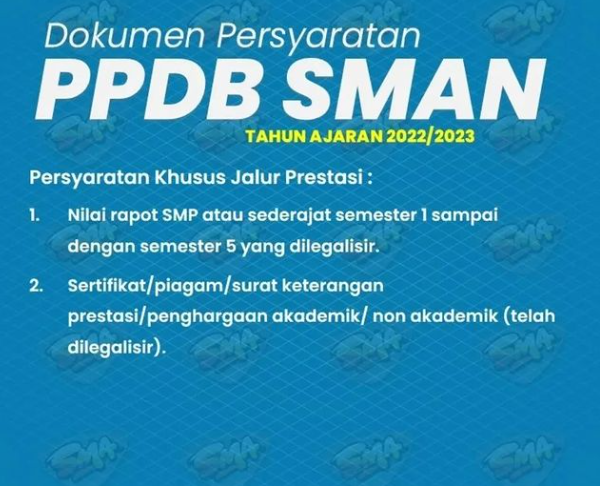 Dokumen Persyaratan
PPDB SMAN
TAHUN AJARAN 2022/2023
Persyaratan Khusus Jalur Prestasi :
1. Nilai rapot SMP atau sederajat semester 1 sampai
dengan semester 5 yang dilegalisir.
2. Sertifikat/piagam/surat keterangan
prestasi/penghargaan akademik/ non akademik (telah
dilegalisir).